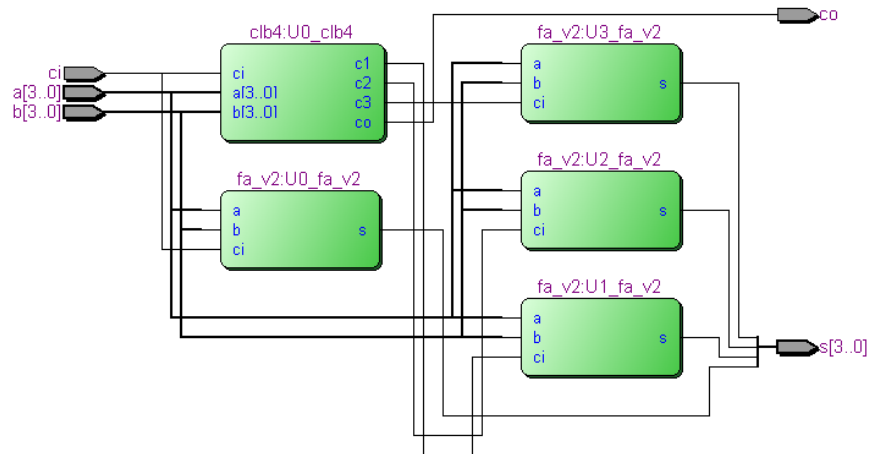 clb4:U0_clb4
fa_v2:U3_fa_v2
co
ci
a[3..0]
b[3..0]
ci
a[3..0]
b[3..0]
c1
c2
c3
co
a
b
ci
s
fa_v2:U0_fa_v2
a
b
ci
s
fa_v2:U2_fa_v2
a
b
ci
s
fa_v2:U1_fa_v2
a
b
ci
s
s[3..0]